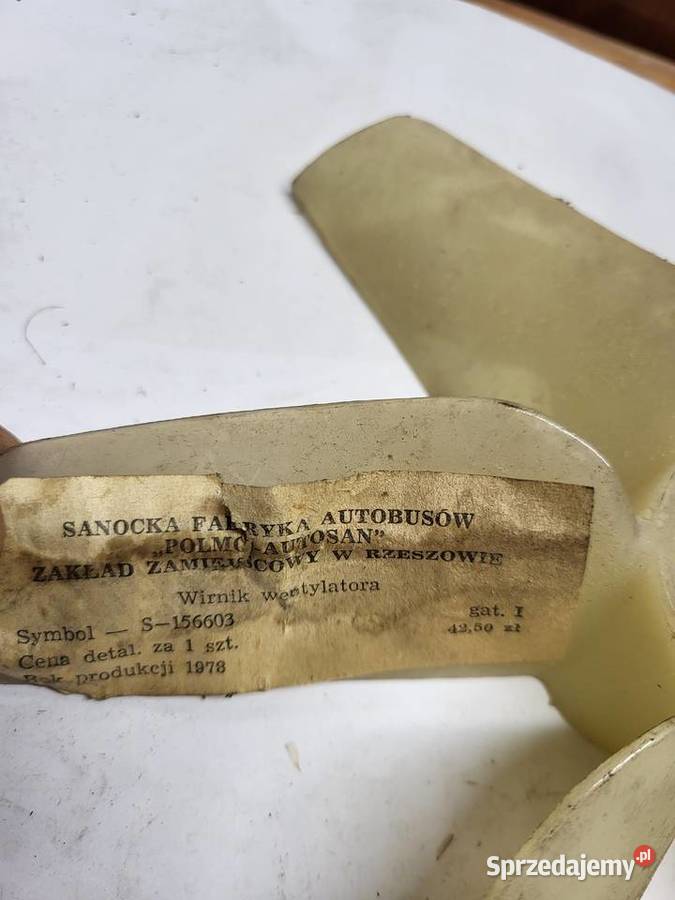 SANOCKA FABRYKA AUTOBUSÓW
„POLMO-AUTOSAN”
ZAKŁAD ZAMIEJSCOWY W RZESZOWIE
Wirnik wentylatora
Symbol — S-156603 gat. I
Cena detal. za 1 szt. 42,50 zł
Rok produkcji 1978
Sprzedajemy.pl